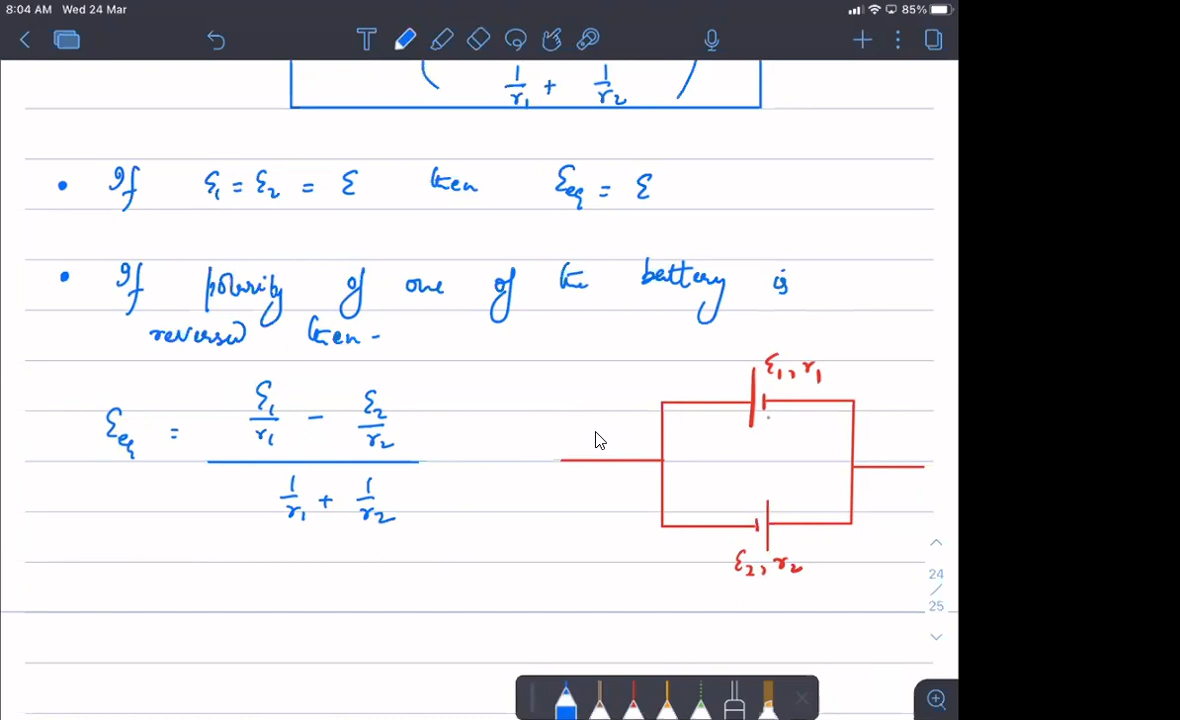 8:04 AM Wed 24 Mar 85%
1/r₁ + 1/r₂
• If ε₁ = ε₂ = ε then εeq = ε
• If polarity of one of the battery is
reversed then -
εeq = (ε₁/r₁ - ε₂/r₂) / (1/r₁ + 1/r₂)
ε₁, r₁
ε₂, r₂
24
/
25